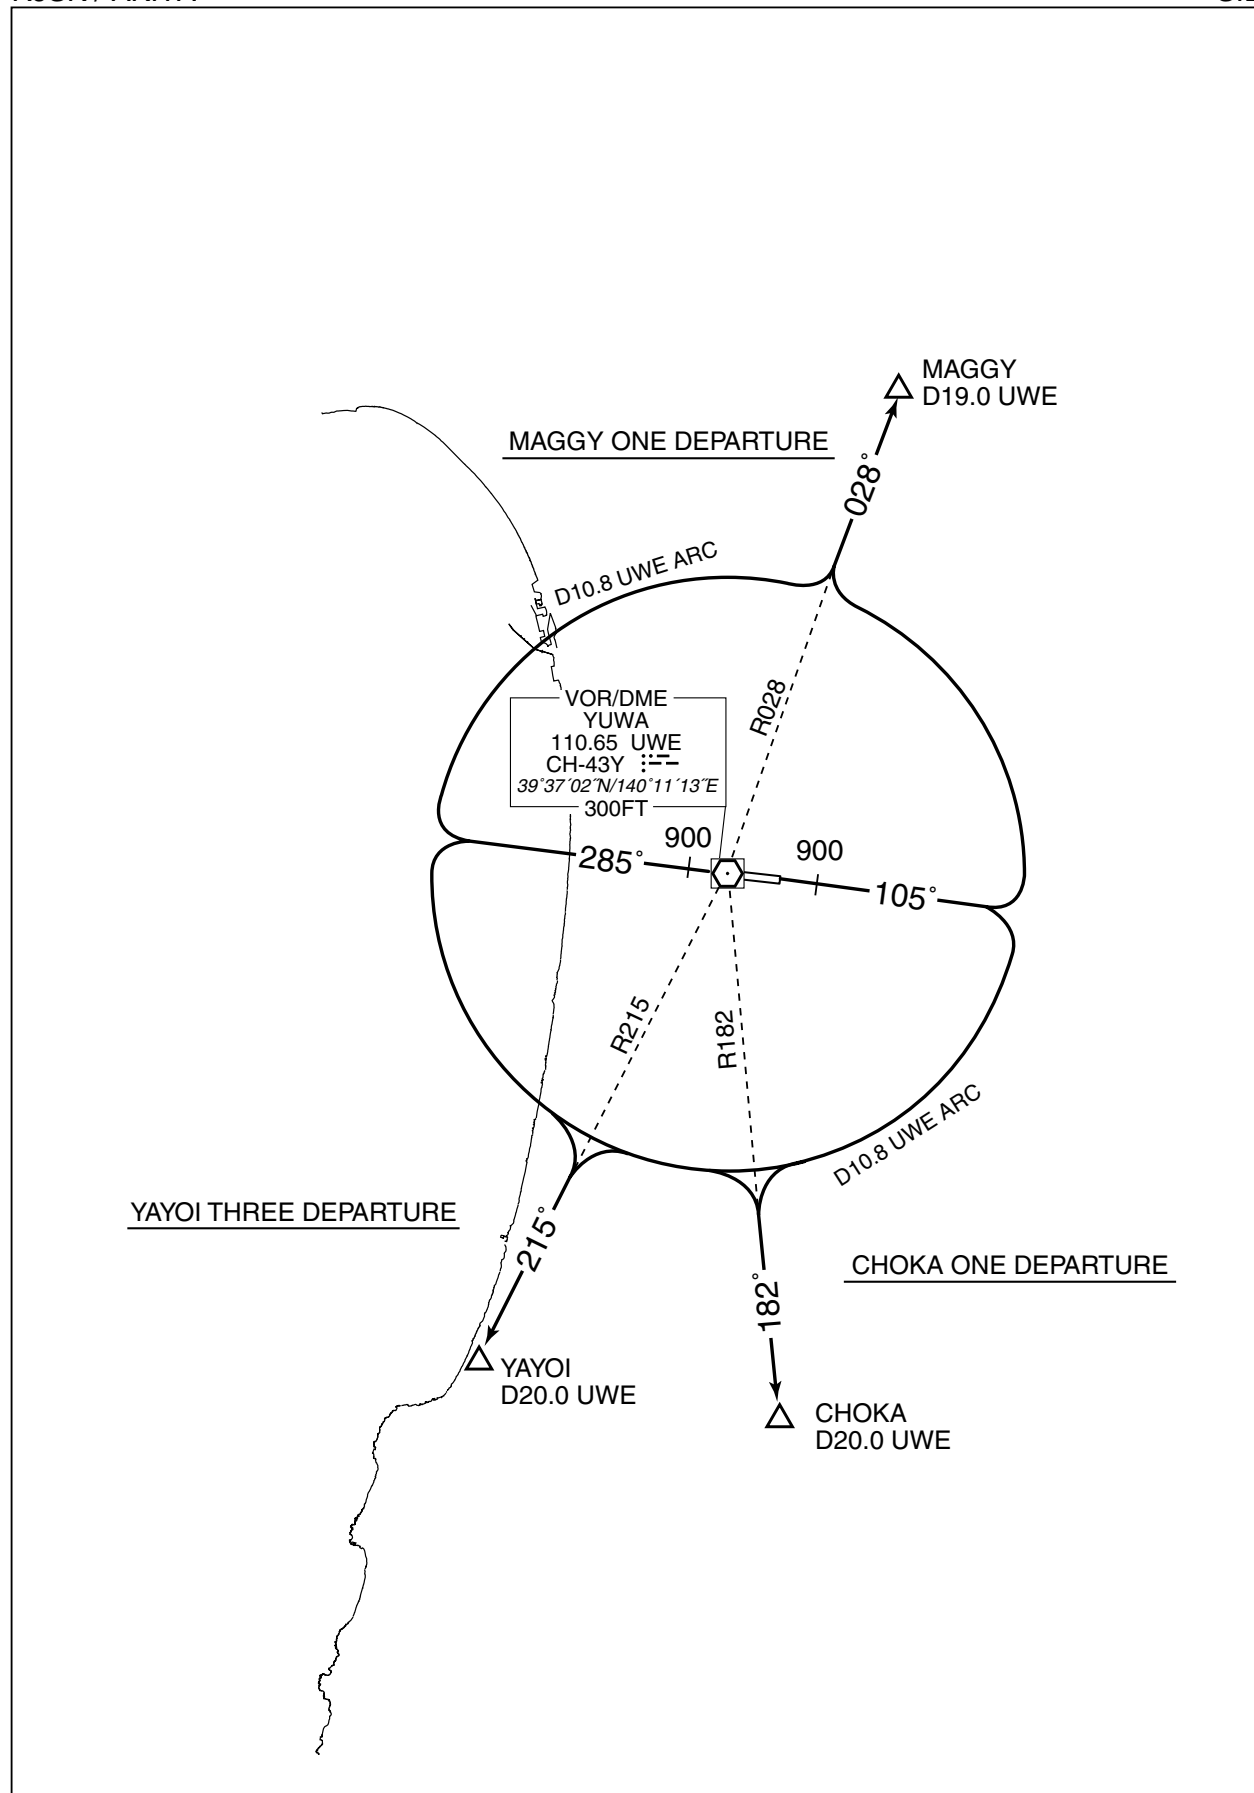 MAGGY
D19.0 UWE
MAGGY ONE DEPARTURE
028°
D10.8 UWE ARC
R028
VOR/DME
YUWA
110.65 UWE
CH-43Y
39°37´02˝N/140°11´13˝E
300FT
900
900
285°
105°
R215
R182
D10.8 UWE ARC
YAYOI THREE DEPARTURE
215°
CHOKA ONE DEPARTURE
182°
YAYOI
D20.0 UWE
CHOKA
D20.0 UWE